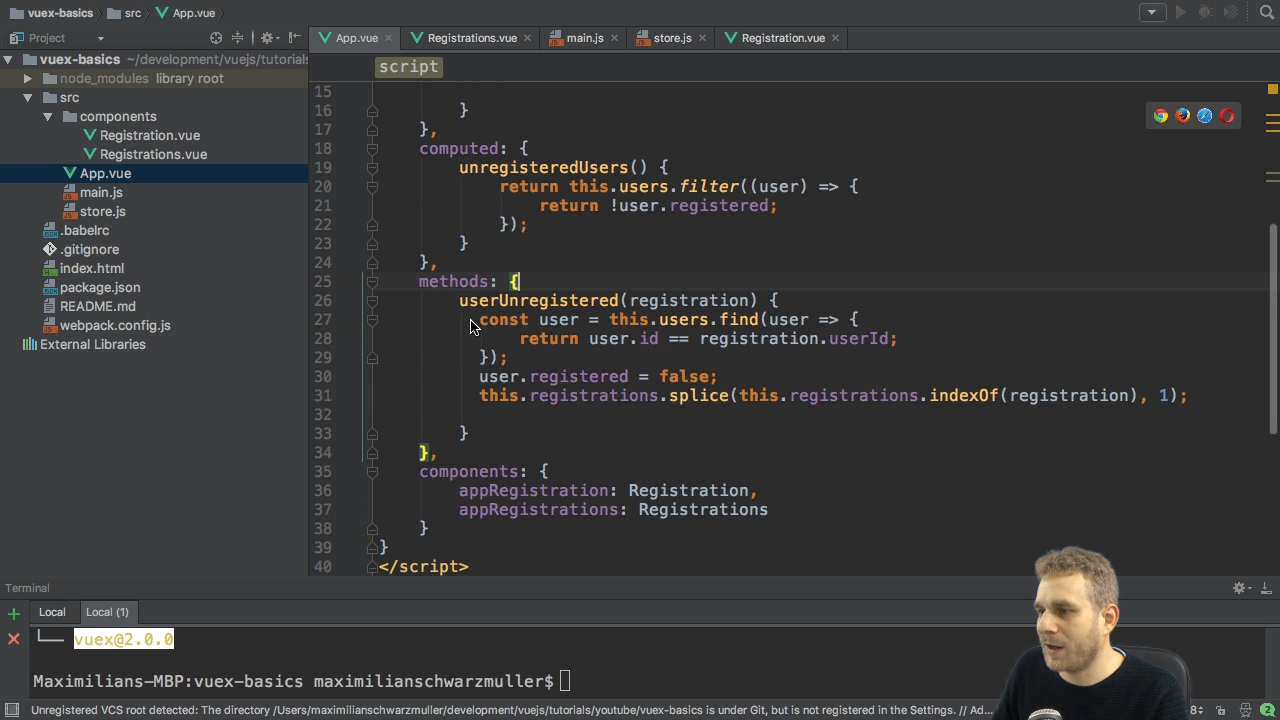 vuex-basics src App.vue
Project
App.vue Registrations.vue main.js store.js Registration.vue
vuex-basics ~/development/vuejs/tutorials
node_modules library root
src
components
Registration.vue
Registrations.vue
App.vue
main.js
store.js
.babelrc
.gitignore
index.html
package.json
README.md
webpack.config.js
External Libraries
script
15
16 }
17 },
18 computed: {
19 unregisteredUsers() {
20 return this.users.filter((user) => {
21 return !user.registered;
22 });
23 }
24 },
25 methods: {
26 userUnregistered(registration) {
27 const user = this.users.find(user => {
28 return user.id == registration.userId;
29 });
30 user.registered = false;
31 this.registrations.splice(this.registrations.indexOf(registration), 1);
32
33 }
34 },
35 components: {
36 appRegistration: Registration,
37 appRegistrations: Registrations
38 }
39 }
40 </script>
Terminal
Local Local (1)
└── vuex@2.0.0
Maximilians-MBP:vuex-basics maximilianschwarzmuller$
Unregistered VCS root detected: The directory /Users/maximilianschwarzmuller/development/vuejs/tutorials/youtube/vuex-basics is under Git, but is not registered in the Settings. // Ad...